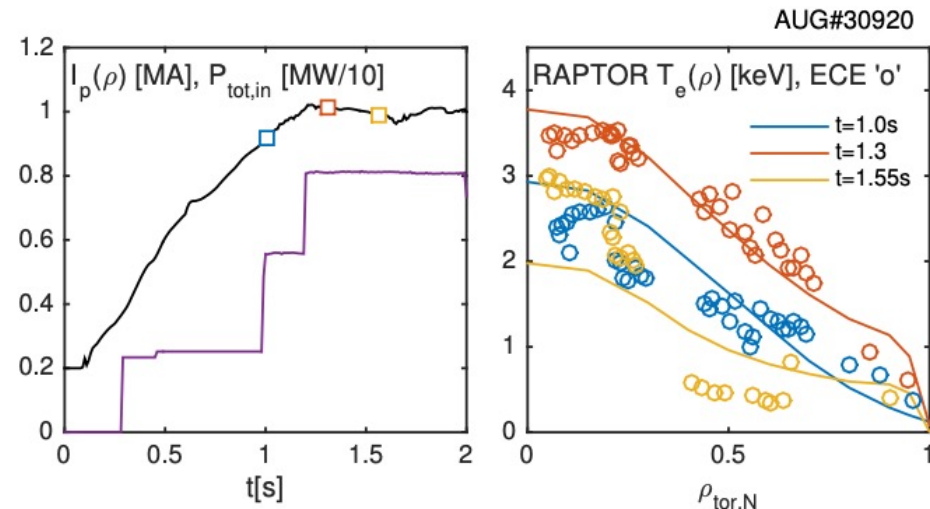 AUG#30920
I_p(ρ) [MA], P_tot,in [MW/10]
1.2
1
0.8
0.6
0.4
0.2
0
0 0.5 1 1.5 2
t[s]
RAPTOR T_e(ρ) [keV], ECE 'o'
t=1.0s
t=1.3
t=1.55s
4
3
2
1
0
0 0.5 1
ρ_tor,N